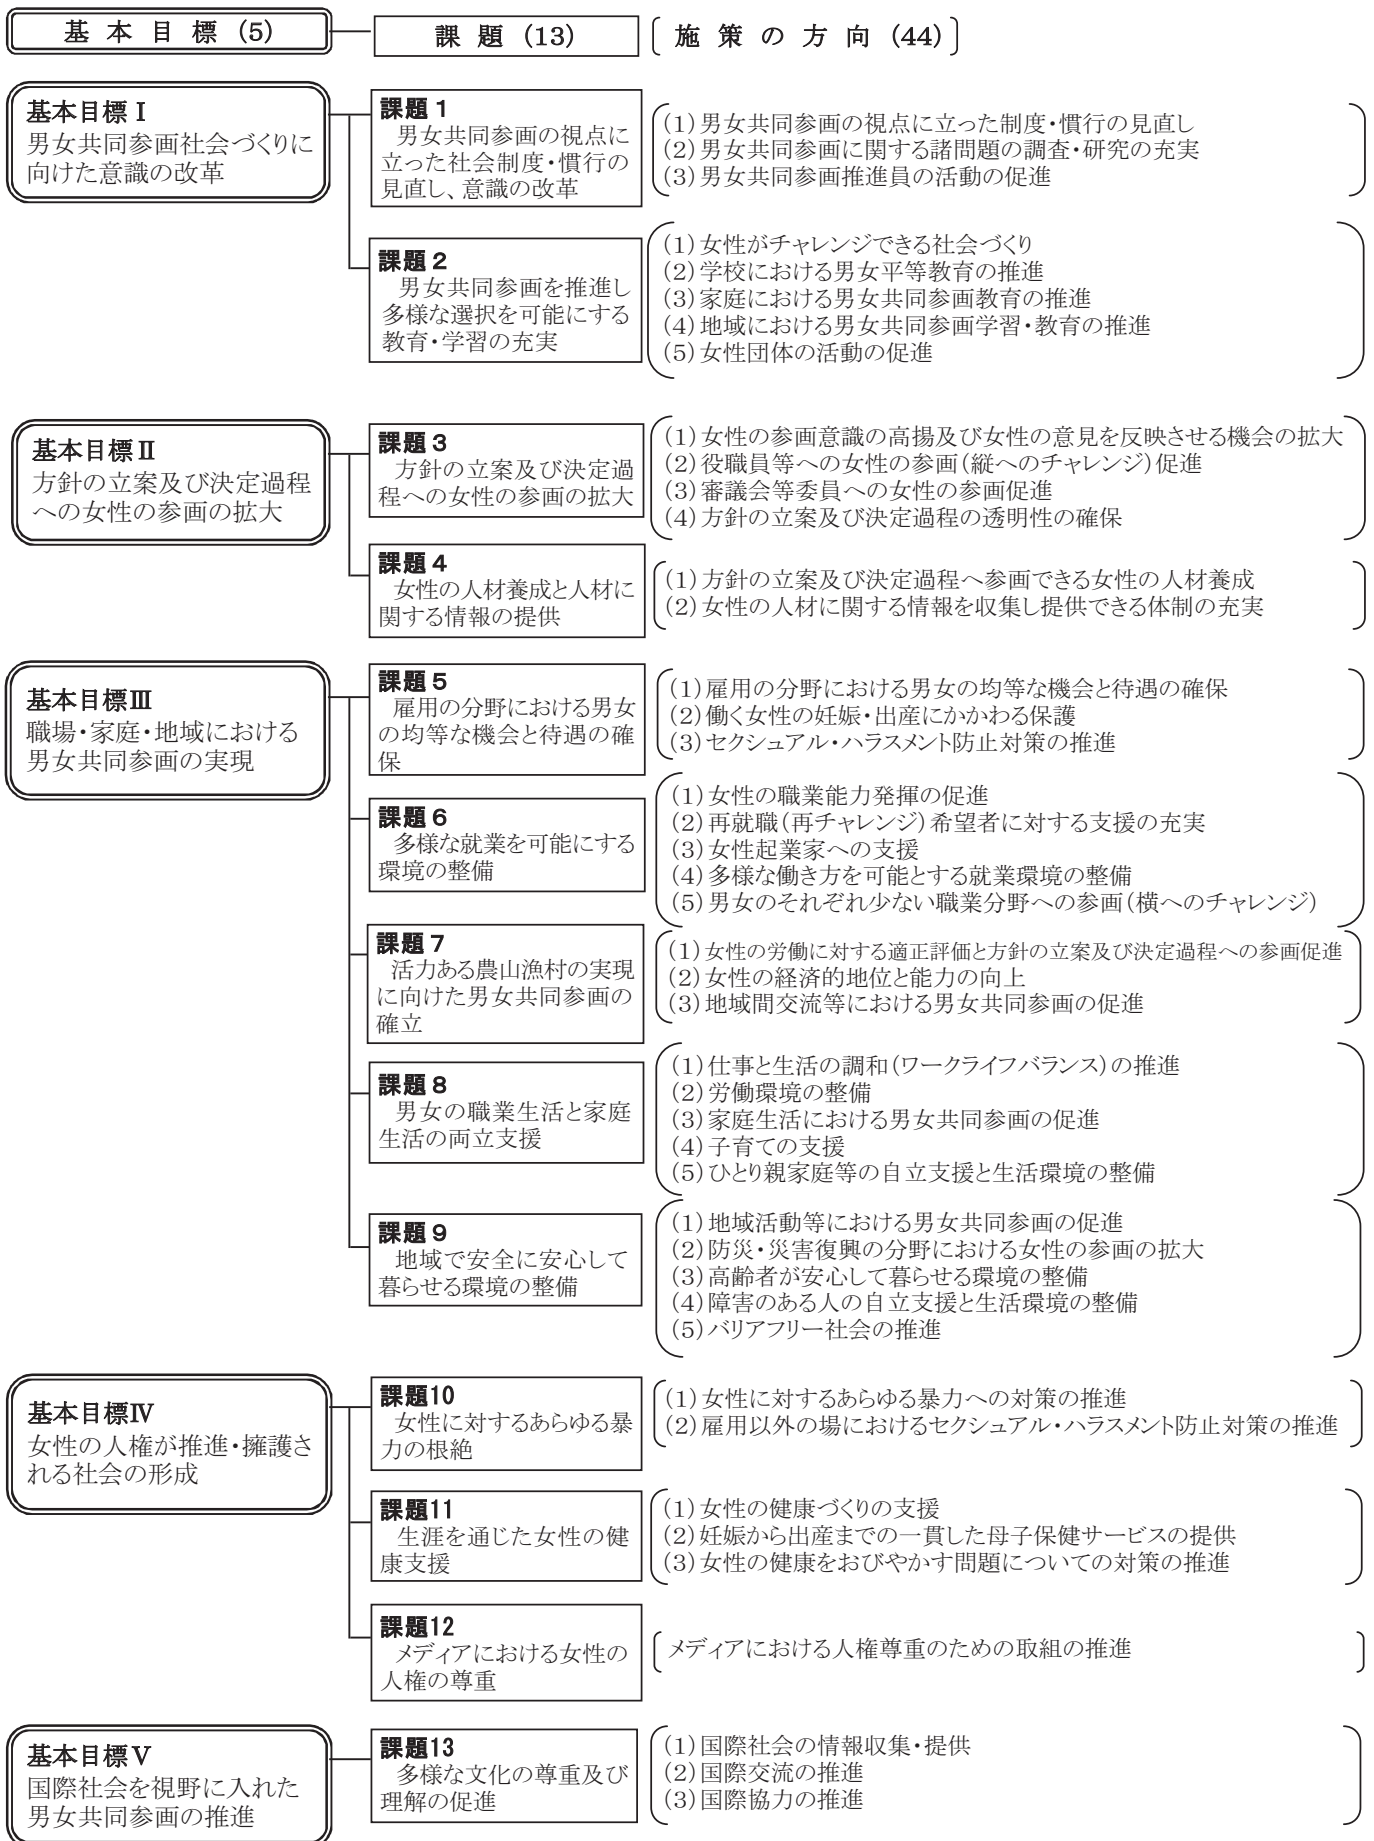 基 本 目 標 (5)
課 題 (13)
施 策 の 方 向 (44)
基本目標Ⅰ
男女共同参画社会づくりに
向けた意識の改革
課題１
男女共同参画の視点に
立った社会制度・慣行の
見直し、意識の改革
(1)男女共同参画の視点に立った制度・慣行の見直し
(2)男女共同参画に関する諸問題の調査・研究の充実
(3)男女共同参画推進員の活動の促進
課題２
男女共同参画を推進し
多様な選択を可能にする
教育・学習の充実
(1)女性がチャレンジできる社会づくり
(2)学校における男女平等教育の推進
(3)家庭における男女共同参画教育の推進
(4)地域における男女共同参画学習・教育の推進
(5)女性団体の活動の促進
基本目標Ⅱ
方針の立案及び決定過程
への女性の参画の拡大
課題３
方針の立案及び決定過
程への女性の参画の拡大
(1)女性の参画意識の高揚及び女性の意見を反映させる機会の拡大
(2)役職員等への女性の参画(縦へのチャレンジ)促進
(3)審議会等委員への女性の参画促進
(4)方針の立案及び決定過程の透明性の確保
課題４
女性の人材養成と人材に
関する情報の提供
(1)方針の立案及び決定過程へ参画できる女性の人材養成
(2)女性の人材に関する情報を収集し提供できる体制の充実
基本目標Ⅲ
職場・家庭・地域における
男女共同参画の実現
課題５
雇用の分野における男女
の均等な機会と待遇の確
保
(1)雇用の分野における男女の均等な機会と待遇の確保
(2)働く女性の妊娠・出産にかかわる保護
(3)セクシュアル・ハラスメント防止対策の推進
課題６
多様な就業を可能にする
環境の整備
(1)女性の職業能力発揮の促進
(2)再就職(再チャレンジ)希望者に対する支援の充実
(3)女性起業家への支援
(4)多様な働き方を可能とする就業環境の整備
(5)男女のそれぞれ少ない職業分野への参画(横へのチャレンジ)
課題７
活力ある農山漁村の実現
に向けた男女共同参画の
確立
(1)女性の労働に対する適正評価と方針の立案及び決定過程への参画促進
(2)女性の経済的地位と能力の向上
(3)地域間交流等における男女共同参画の促進
課題８
男女の職業生活と家庭
生活の両立支援
(1)仕事と生活の調和(ワークライフバランス)の推進
(2)労働環境の整備
(3)家庭生活における男女共同参画の促進
(4)子育ての支援
(5)ひとり親家庭等の自立支援と生活環境の整備
課題９
地域で安全に安心して
暮らせる環境の整備
(1)地域活動等における男女共同参画の促進
(2)防災・災害復興の分野における女性の参画の拡大
(3)高齢者が安心して暮らせる環境の整備
(4)障害のある人の自立支援と生活環境の整備
(5)バリアフリー社会の推進
基本目標Ⅳ
女性の人権が推進・擁護さ
れる社会の形成
課題10
女性に対するあらゆる暴
力の根絶
(1)女性に対するあらゆる暴力への対策の推進
(2)雇用以外の場におけるセクシュアル・ハラスメント防止対策の推進
課題11
生涯を通じた女性の健
康支援
(1)女性の健康づくりの支援
(2)妊娠から出産までの一貫した母子保健サービスの提供
(3)女性の健康をおびやかす問題についての対策の推進
課題12
メディアにおける女性の
人権の尊重
メディアにおける人権尊重のための取組の推進
基本目標Ⅴ
国際社会を視野に入れた
男女共同参画の推進
課題13
多様な文化の尊重及び
理解の促進
(1)国際社会の情報収集・提供
(2)国際交流の推進
(3)国際協力の推進